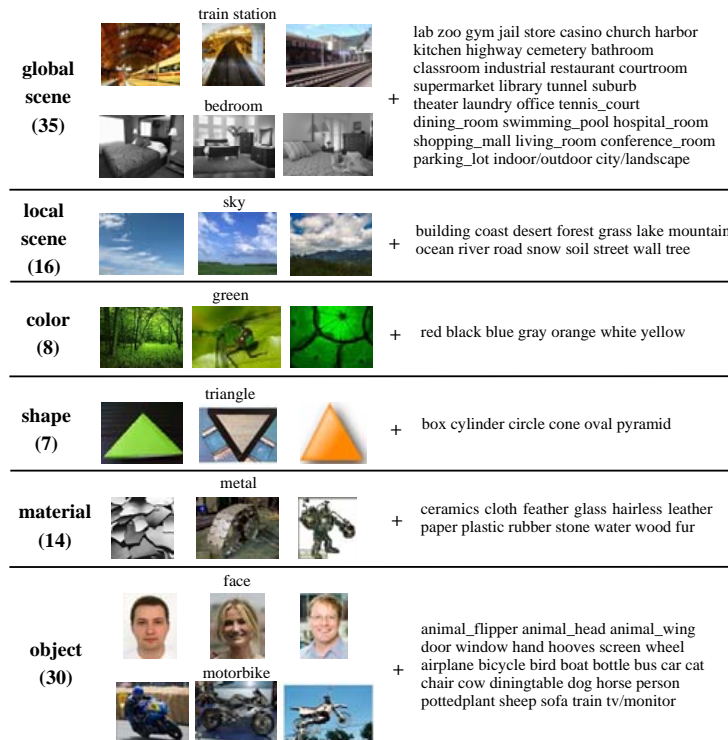 train station
global
scene
(35)
bedroom
+
lab zoo gym jail store casino church harbor
kitchen highway cemetery bathroom
classroom industrial restaurant courtroom
supermarket library tunnel suburb
theater laundry office tennis_court
dining_room swimming_pool hospital_room
shopping_mall living_room conference_room
parking_lot indoor/outdoor city/landscape
local
scene
(16)
sky
+
building coast desert forest grass lake mountain
ocean river road snow soil street wall tree
color
(8)
green
+
red black blue gray orange white yellow
shape
(7)
triangle
+
box cylinder circle cone oval pyramid
material
(14)
metal
+
ceramics cloth feather glass hairless leather
paper plastic rubber stone water wood fur
object
(30)
face
motorbike
+
animal_flipper animal_head animal_wing
door window hand hooves screen wheel
airplane bicycle bird boat bottle bus car cat
chair cow diningtable dog horse person
pottedplant sheep sofa train tv/monitor